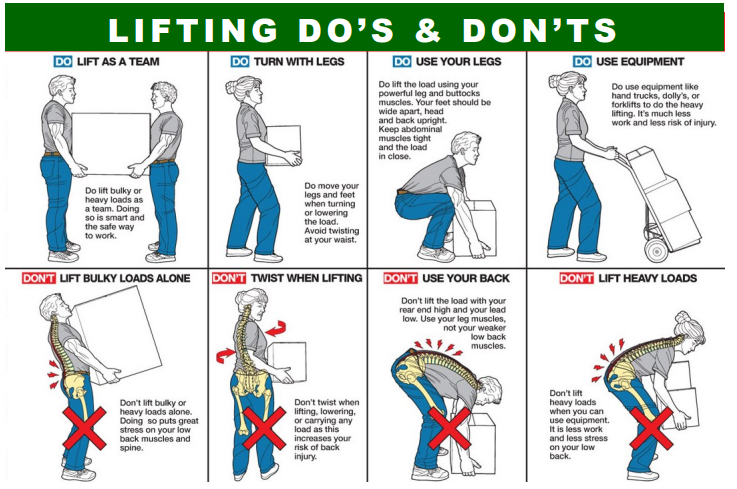 LIFTING DO'S & DON'TS
DO LIFT AS A TEAM
Do lift bulky or
heavy loads as
a team. Doing
so is smart and
the safe way
to work.
DO TURN WITH LEGS
Do move your
legs and feet
when turning
or lowering
the load.
Avoid twisting
at your waist.
DO USE YOUR LEGS
Do lift the load using your
powerful leg and buttocks
muscles. Your feet should be
wide apart, head
and back upright.
Keep abdominal
muscles tight
and the load
in close.
DO USE EQUIPMENT
Do use equipment like
hand trucks, dolly's, or
forklifts to do the heavy
lifting. It's much less
work and less risk of injury.
DON'T LIFT BULKY LOADS ALONE
Don't lift bulky or
heavy loads alone.
Doing so puts great
stress on your low
back muscles and
spine.
DON'T TWIST WHEN LIFTING
Don't twist when
lifting, lowering,
or carrying any
load as this
increases your
risk of back
injury.
DON'T USE YOUR BACK
Don't lift the load with your
rear end high and your lead
low. Use your leg muscles,
not your weaker
low back
muscles.
DON'T LIFT HEAVY LOADS
Don't lift
heavy loads
when you can
use equipment.
It is less work
and less stress
on your low
back.